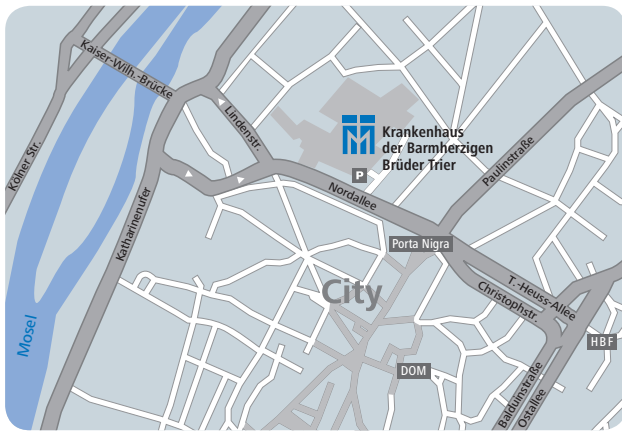 Kaiser-Wilh.-Brücke
Lindenstr.
Kölner Str.
Krankenhaus
der Barmherzigen
Brüder Trier
P
Paulinstraße
Nordallee
Katharinenufer
Porta Nigra
City
T.-Heuss-Allee
Christophstr.
Mosel
HBF
DOM
Balduinstraße
Ostallee